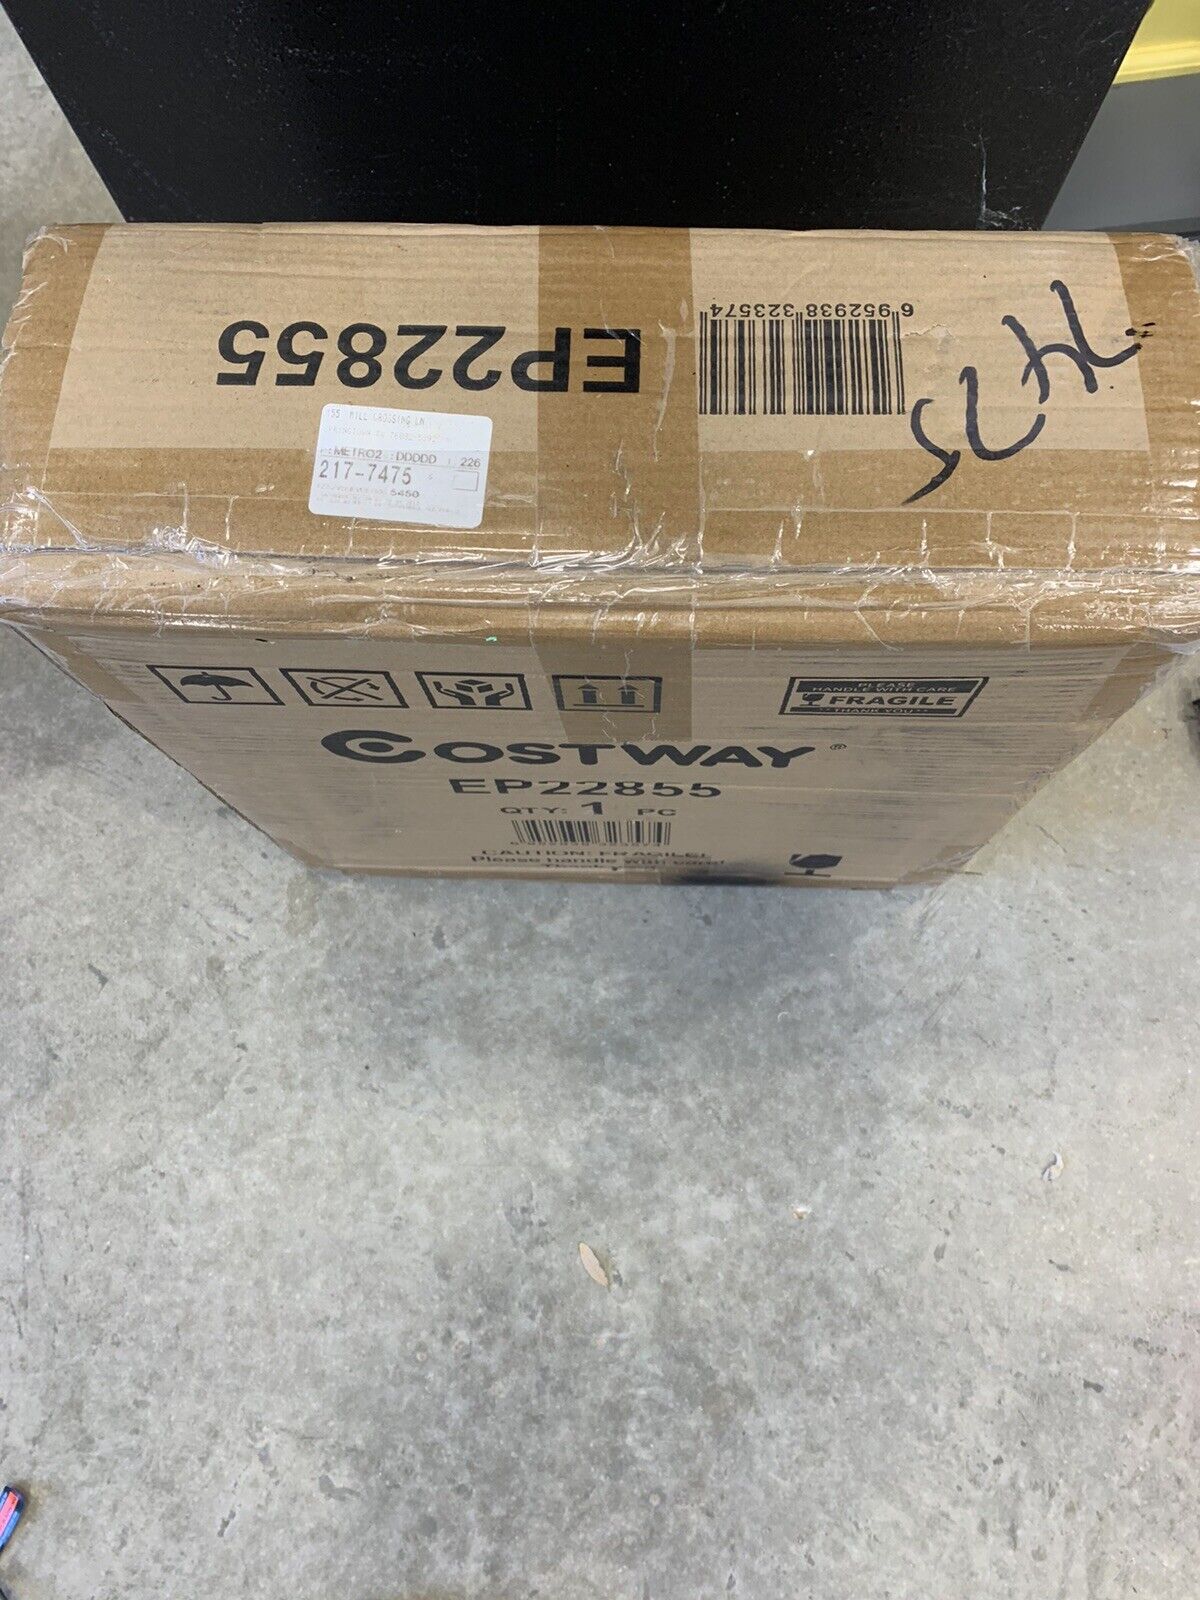 EP22855
6 952938 323574
7475
MILL CROSSING LN
METRO2 :DDDDD 226
217-7475
5450
PLEASE
HANDLE WITH CARE
FRAGILE
THANK YOU
COSTWAY®
EP22855
QTY: 1 PC
CAUTION: FRAGILE!
Please handle with care!